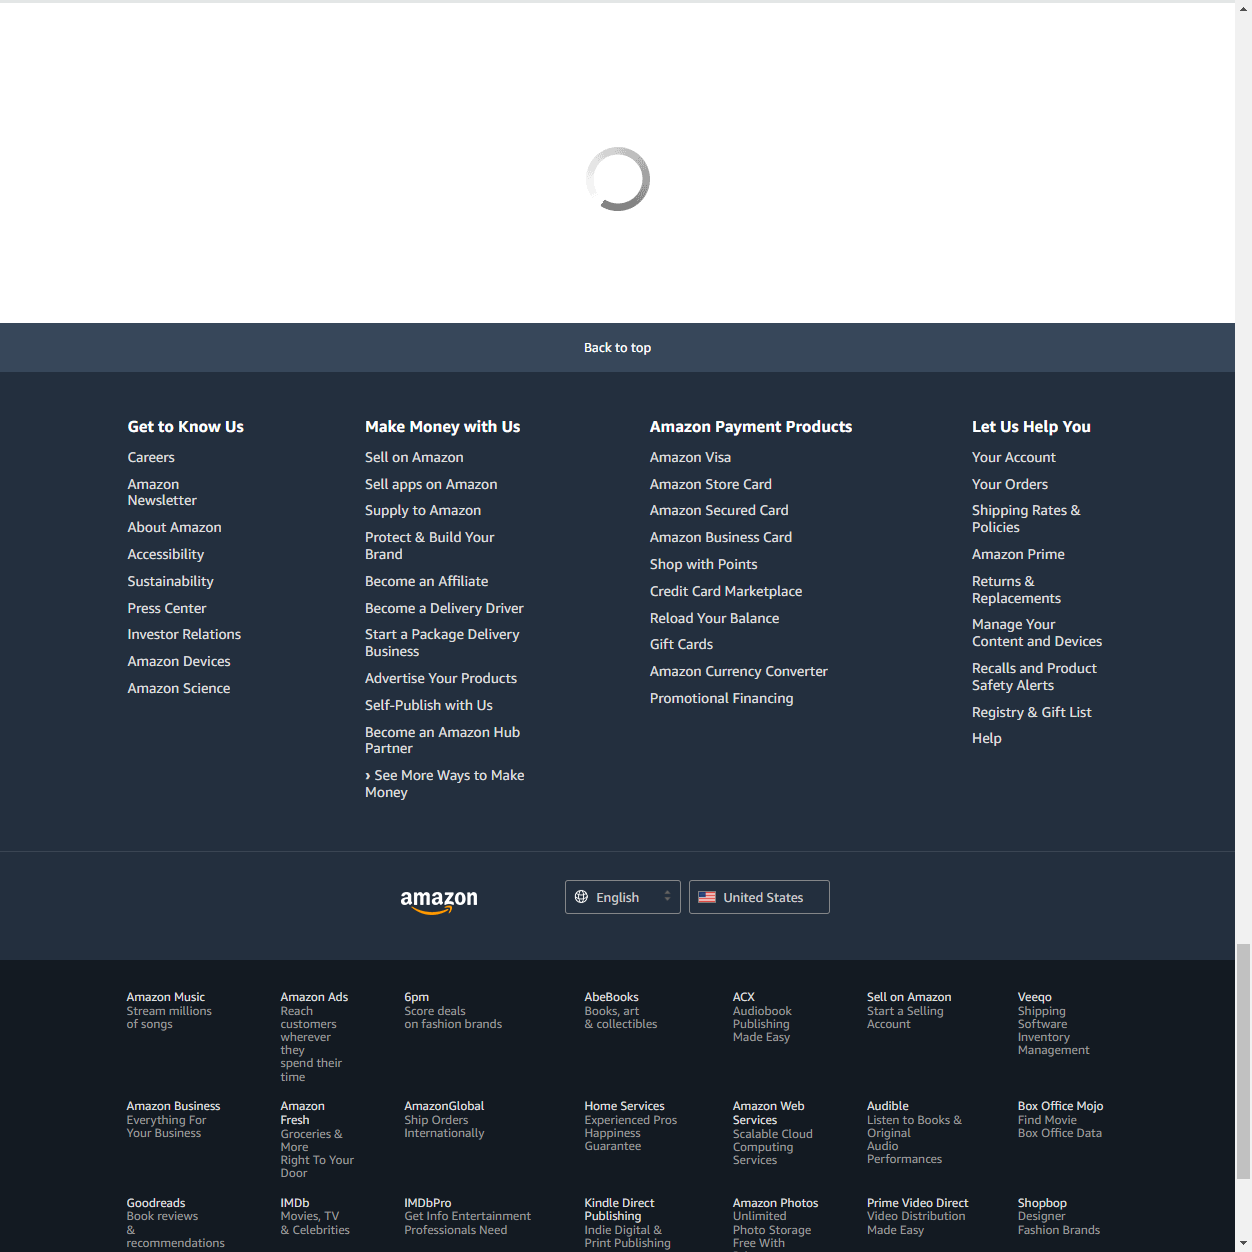 Back to top
Get to Know Us
Careers
Amazon
Newsletter
About Amazon
Accessibility
Sustainability
Press Center
Investor Relations
Amazon Devices
Amazon Science
Make Money with Us
Sell on Amazon
Sell apps on Amazon
Supply to Amazon
Protect & Build Your
Brand
Become an Affiliate
Become a Delivery Driver
Start a Package Delivery
Business
Advertise Your Products
Self-Publish with Us
Become an Amazon Hub
Partner
› See More Ways to Make
Money
Amazon Payment Products
Amazon Visa
Amazon Store Card
Amazon Secured Card
Amazon Business Card
Shop with Points
Credit Card Marketplace
Reload Your Balance
Gift Cards
Amazon Currency Converter
Promotional Financing
Let Us Help You
Your Account
Your Orders
Shipping Rates &
Policies
Amazon Prime
Returns &
Replacements
Manage Your
Content and Devices
Recalls and Product
Safety Alerts
Registry & Gift List
Help
amazon
English
United States
Amazon Music
Stream millions
of songs
Amazon Ads
Reach
customers
wherever
they
spend their
time
6pm
Score deals
on fashion brands
AbeBooks
Books, art
& collectibles
ACX
Audiobook
Publishing
Made Easy
Sell on Amazon
Start a Selling
Account
Veeqo
Shipping
Software
Inventory
Management
Amazon Business
Everything For
Your Business
Amazon
Fresh
Groceries &
More
Right To Your
Door
AmazonGlobal
Ship Orders
Internationally
Home Services
Experienced Pros
Happiness
Guarantee
Amazon Web
Services
Scalable Cloud
Computing
Services
Audible
Listen to Books &
Original
Audio
Performances
Box Office Mojo
Find Movie
Box Office Data
Goodreads
Book reviews
&
recommendations
IMDb
Movies, TV
& Celebrities
IMDbPro
Get Info Entertainment
Professionals Need
Kindle Direct
Publishing
Indie Digital &
Print Publishing
Amazon Photos
Unlimited
Photo Storage
Free With
Prime Video Direct
Video Distribution
Made Easy
Shopbop
Designer
Fashion Brands